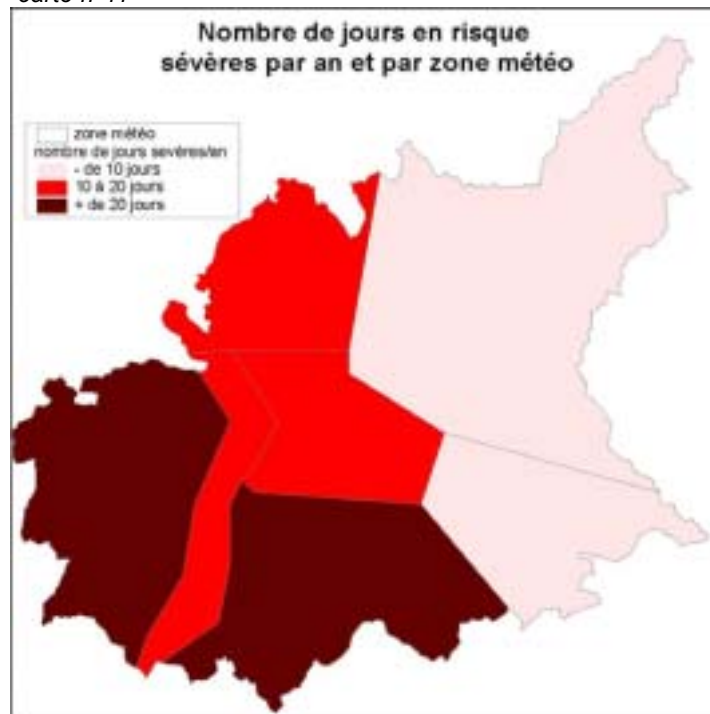 Nombre de jours en risque
sévères par an et par zone météo
zone météo
nombre de jours sevères/an
- de 10 jours
10 à 20 jours
+ de 20 jours